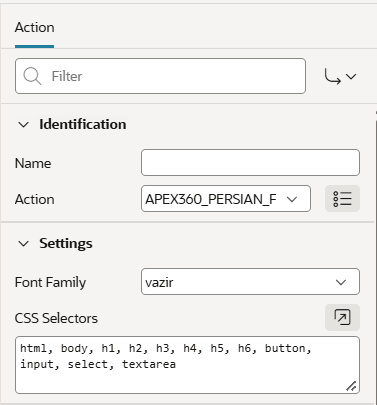 Action
Filter
Identification
Name
Action APEX360_PERSIAN_F
Settings
Font Family vazir
CSS Selectors
html, body, h1, h2, h3, h4, h5, h6, button,
input, select, textarea